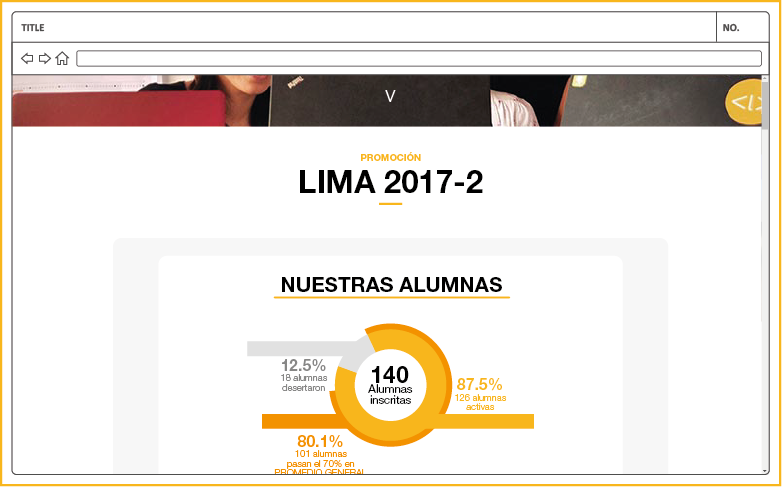 TITLE
NO.
V
</>
PROMOCIÓN
LIMA 2017-2
NUESTRAS ALUMNAS
12.5%
18 alumnas
desertaron
140
Alumnas
inscritas
87.5%
126 alumnas
activas
80.1%
101 alumnas
pasan el 70% en
PROMEDIO GENERAL